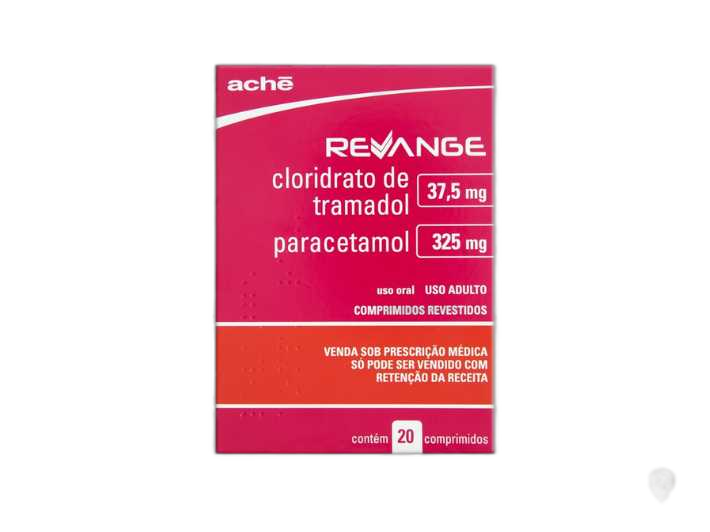 achē
REVANGE
cloridrato de
tramadol
37,5 mg
paracetamol
325 mg
uso oral USO ADULTO
COMPRIMIDOS REVESTIDOS
VENDA SOB PRESCRIÇÃO MÉDICA
SÓ PODE SER VENDIDO COM
RETENÇÃO DA RECEITA
contém 20 comprimidos